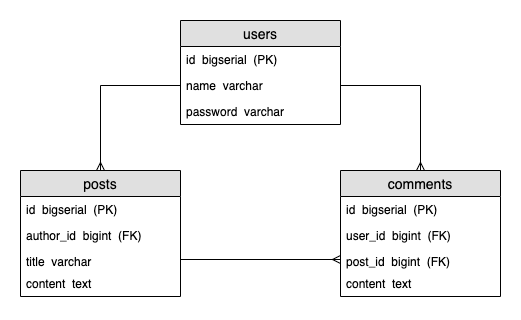 users
id bigserial (PK)
name varchar
password varchar
posts
id bigserial (PK)
author_id bigint (FK)
title varchar
content text
comments
id bigserial (PK)
user_id bigint (FK)
post_id bigint (FK)
content text